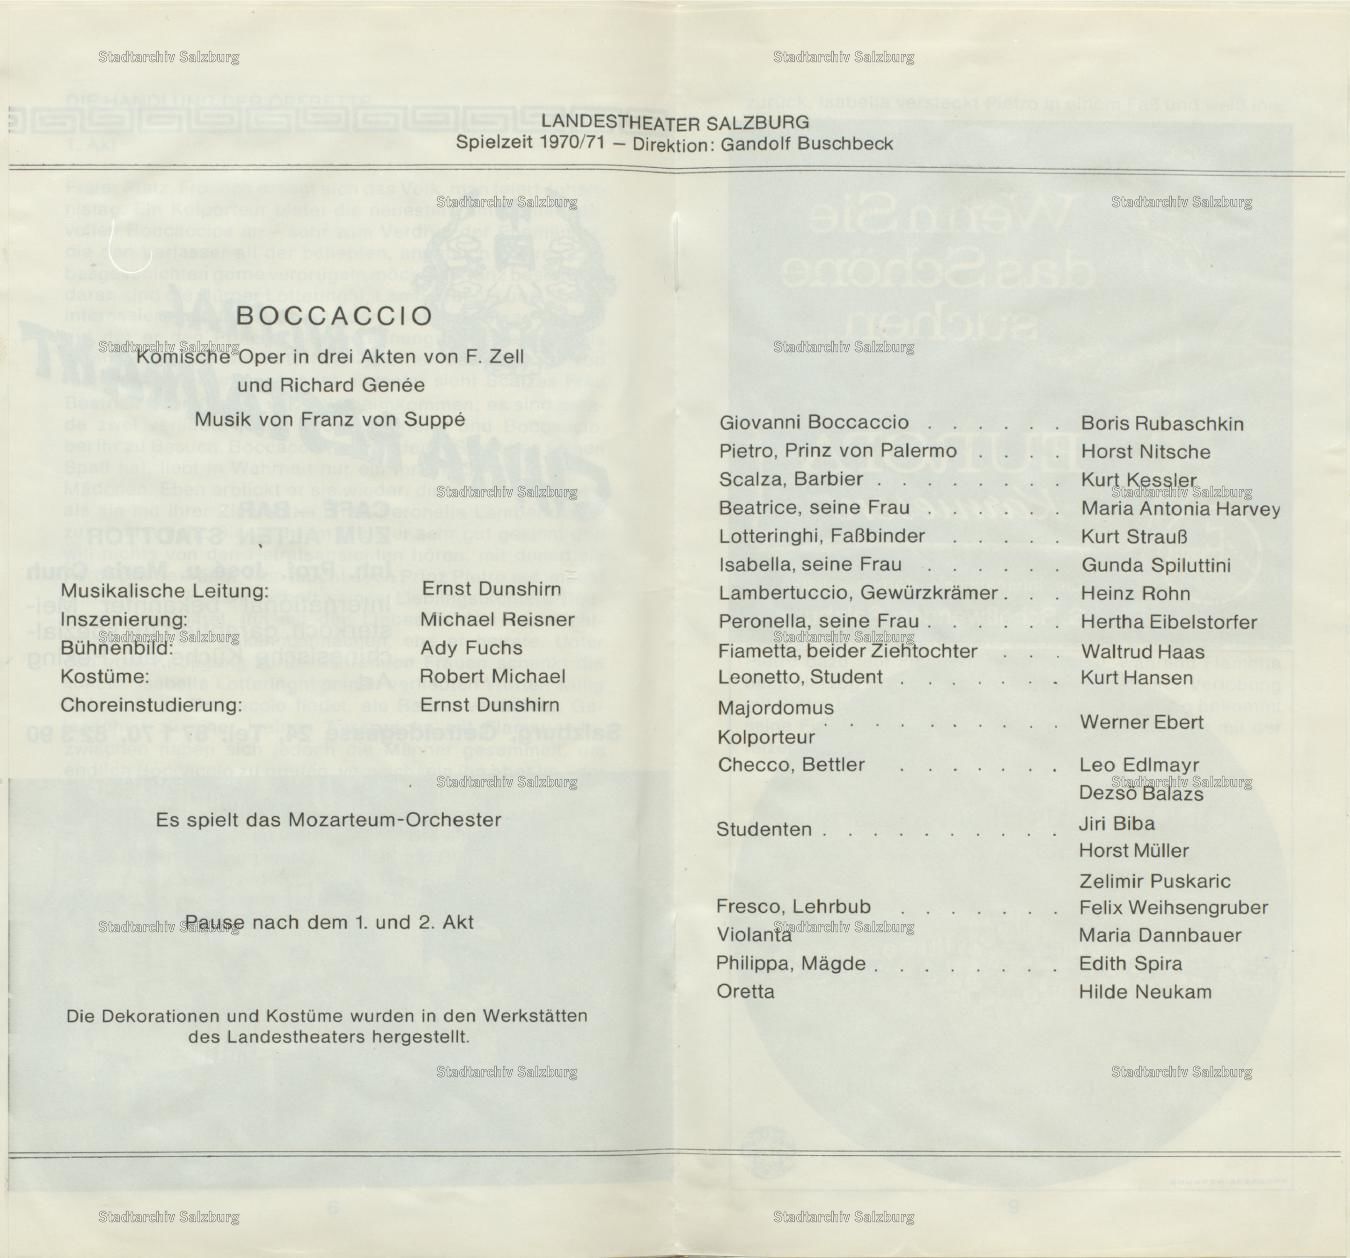 LANDESTHEATER SALZBURG
Spielzeit 1970/71 — Direktion: Gandolf Buschbeck
BOCCACCIO
Komische Oper in drei Akten von F. Zell
und Richard Genée
Musik von Franz von Suppé
Musikalische Leitung: Ernst Dunshirn
Inszenierung: Michael Reisner
Bühnenbild: Ady Fuchs
Kostüme: Robert Michael
Choreinstudierung: Ernst Dunshirn
Es spielt das Mozarteum-Orchester
Pause nach dem 1. und 2. Akt
Die Dekorationen und Kostüme wurden in den Werkstätten
des Landestheaters hergestellt.
Giovanni Boccaccio . . . . . . Boris Rubaschkin
Pietro, Prinz von Palermo . . . . Horst Nitsche
Scalza, Barbier . . . . . . . . Kurt Kessler
Beatrice, seine Frau . . . . . . Maria Antonia Harvey
Lotteringhi, Faßbinder . . . . . Kurt Strauß
Isabella, seine Frau . . . . . . Gunda Spiluttini
Lambertuccio, Gewürzkrämer . . . Heinz Rohn
Peronella, seine Frau . . . . . . Hertha Eibelstorfer
Fiametta, beider Ziehtochter . . . Waltrud Haas
Leonetto, Student . . . . . . . Kurt Hansen
Majordomus
. . . . . . . . . . Werner Ebert
Kolporteur
Checco, Bettler . . . . . . . Leo Edlmayr
Dezsö Balazs
Jiri Biba
Studenten . . . . . . . . . .
Horst Müller
Zelimir Puskaric
Fresco, Lehrbub . . . . . . . Felix Weihsengruber
Violanta Maria Dannbauer
Philippa, Mägde . . . . . . . . Edith Spira
Oretta Hilde Neukam
Stadtarchiv Salzburg